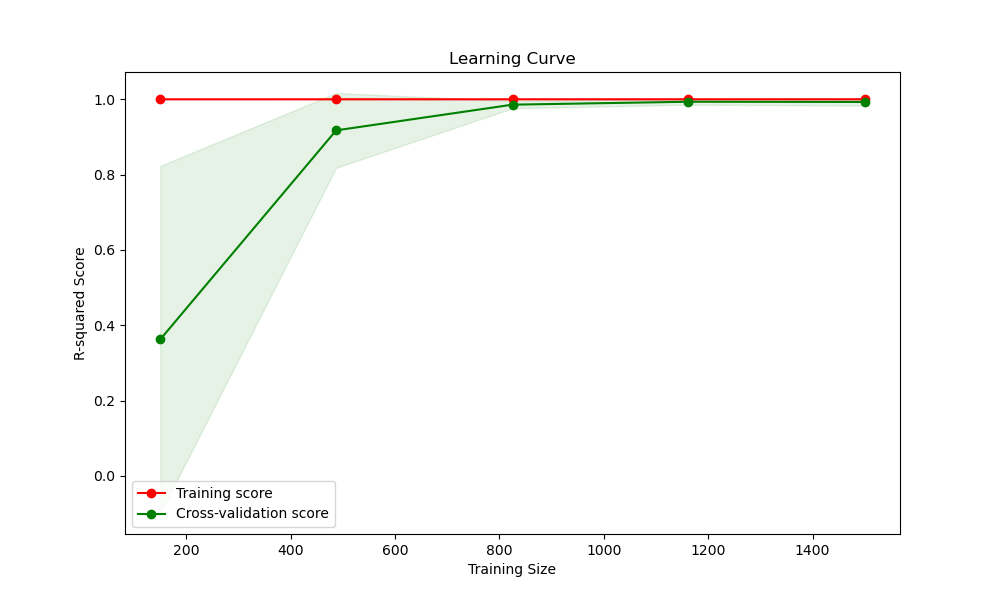 Learning Curve
1.0
0.8
0.6
0.4
0.2
0.0
R-squared Score
Training score
Cross-validation score
200 400 600 800 1000 1200 1400
Training Size